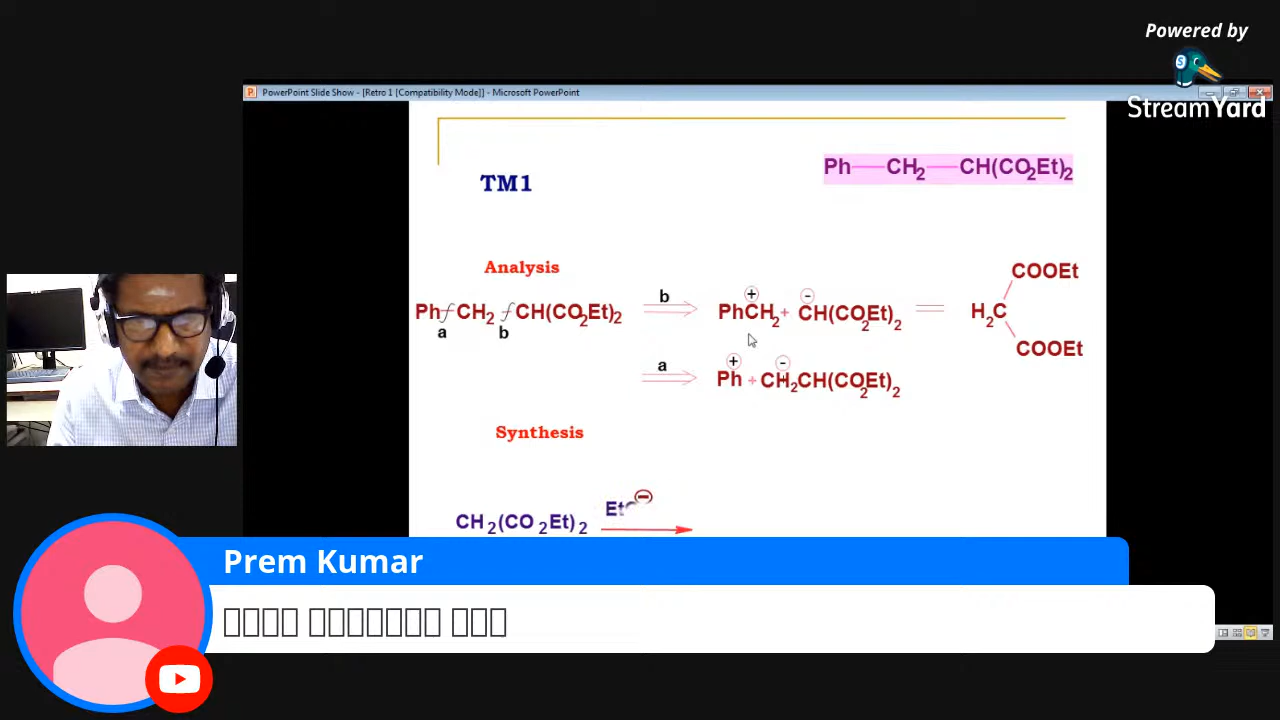 Powered by
StreamYard
PowerPoint Slide Show - [Retro 1 [Compatibility Mode]] - Microsoft PowerPoint
Ph—CH2—CH(CO2Et)2
TM1
Analysis
Ph CH2 CH(CO2Et)2
a b
b
PhCH2 + CH(CO2Et)2
+ -
H2C
COOEt
COOEt
a
Ph + CH2CH(CO2Et)2
+ -
Synthesis
CH2(CO2Et)2
Prem Kumar